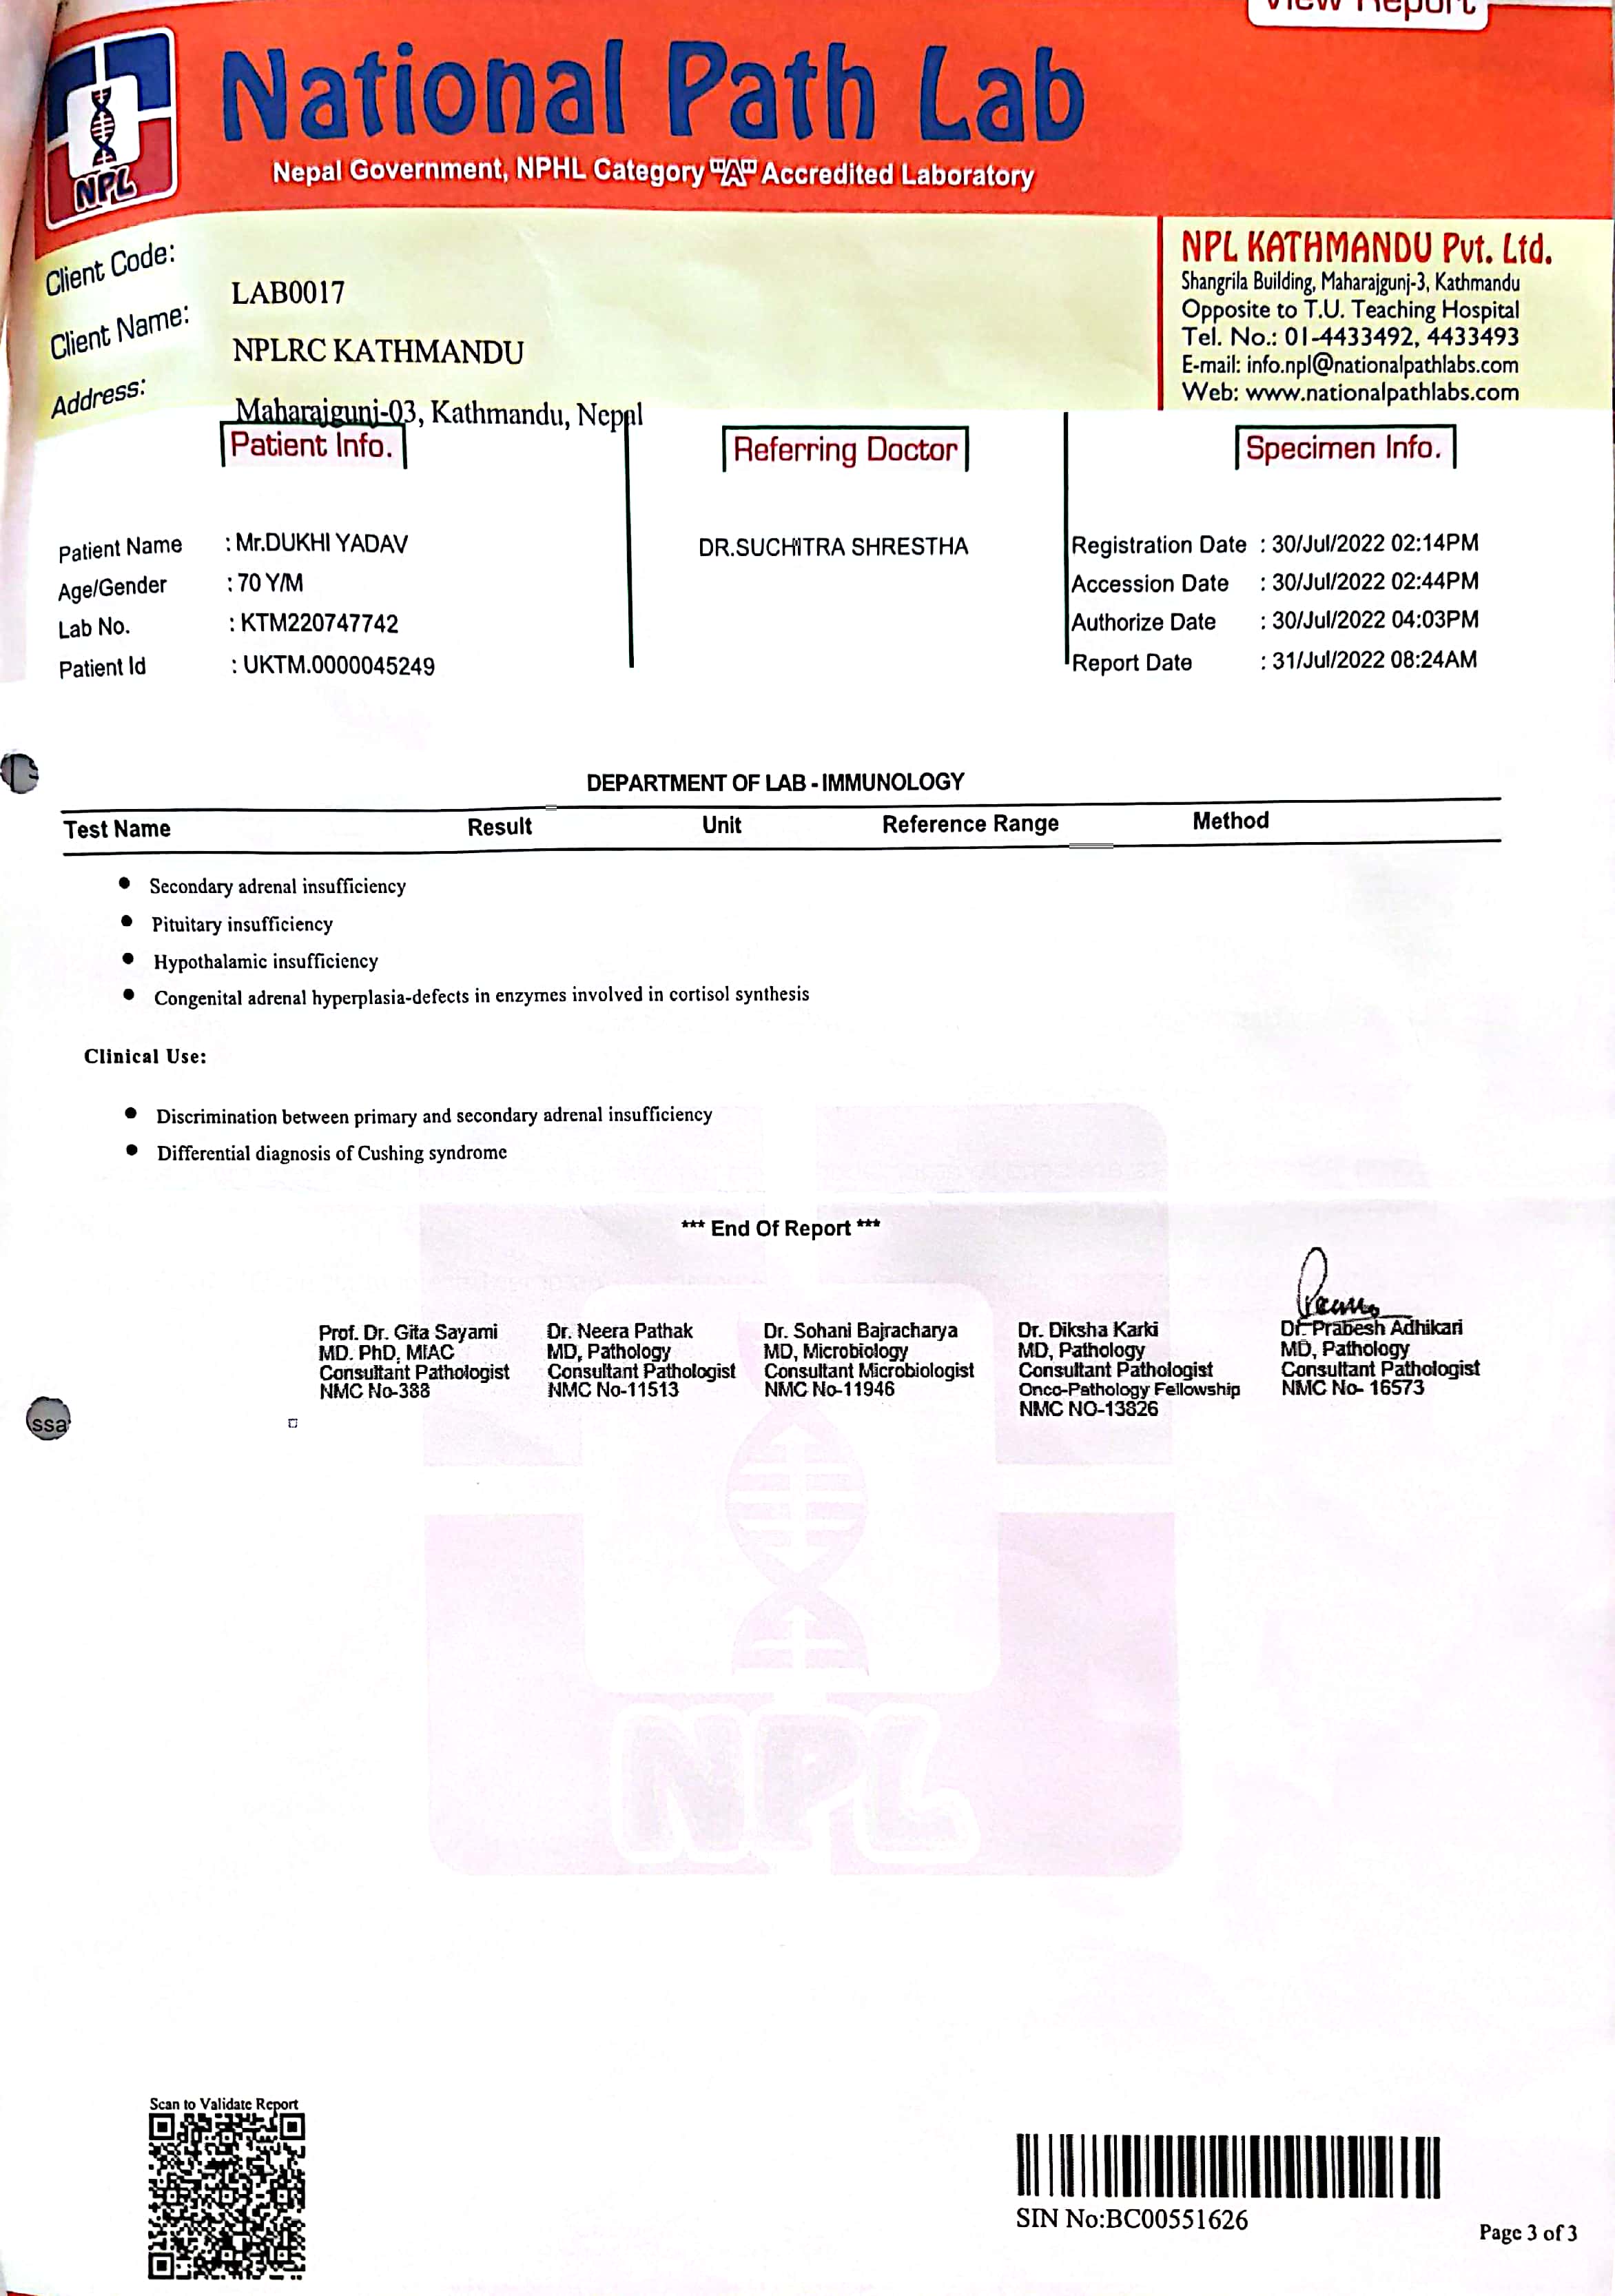 View Report
National Path Lab
Nepal Government, NPHL Category "A" Accredited Laboratory
NPL
Client Code:
LAB0017
Client Name:
NPLRC KATHMANDU
Address:
Maharajgunj-03, Kathmandu, Nepal
NPL KATHMANDU Pvt. Ltd.
Shangrila Building, Maharajgunj-3, Kathmandu
Opposite to T.U. Teaching Hospital
Tel. No.: 01-4433492, 4433493
E-mail: info.npl@nationalpathlabs.com
Web: www.nationalpathlabs.com
Patient Info.
Referring Doctor
Specimen Info.
Patient Name : Mr.DUKHI YADAV
Age/Gender : 70 Y/M
Lab No. : KTM220747742
Patient Id : UKTM.0000045249
DR.SUCHITRA SHRESTHA
Registration Date : 30/Jul/2022 02:14PM
Accession Date : 30/Jul/2022 02:44PM
Authorize Date : 30/Jul/2022 04:03PM
Report Date : 31/Jul/2022 08:24AM
DEPARTMENT OF LAB - IMMUNOLOGY
Test Name Result Unit Reference Range Method
• Secondary adrenal insufficiency
• Pituitary insufficiency
• Hypothalamic insufficiency
• Congenital adrenal hyperplasia-defects in enzymes involved in cortisol synthesis
Clinical Use:
• Discrimination between primary and secondary adrenal insufficiency
• Differential diagnosis of Cushing syndrome
*** End Of Report ***
Prof. Dr. Gita Sayami
MD. PhD, MIAC
Consultant Pathologist
NMC No-388
Dr. Neera Pathak
MD, Pathology
Consultant Pathologist
NMC No-11513
Dr. Sohani Bajracharya
MD, Microbiology
Consultant Microbiologist
NMC No-11946
Dr. Diksha Karki
MD, Pathology
Consultant Pathologist
Onco-Pathology Fellowship
NMC NO-13826
Dr. Prabesh Adhikari
MD, Pathology
Consultant Pathologist
NMC No- 16573
ssa
NPL
Scan to Validate Report
SIN No:BC00551626
Page 3 of 3